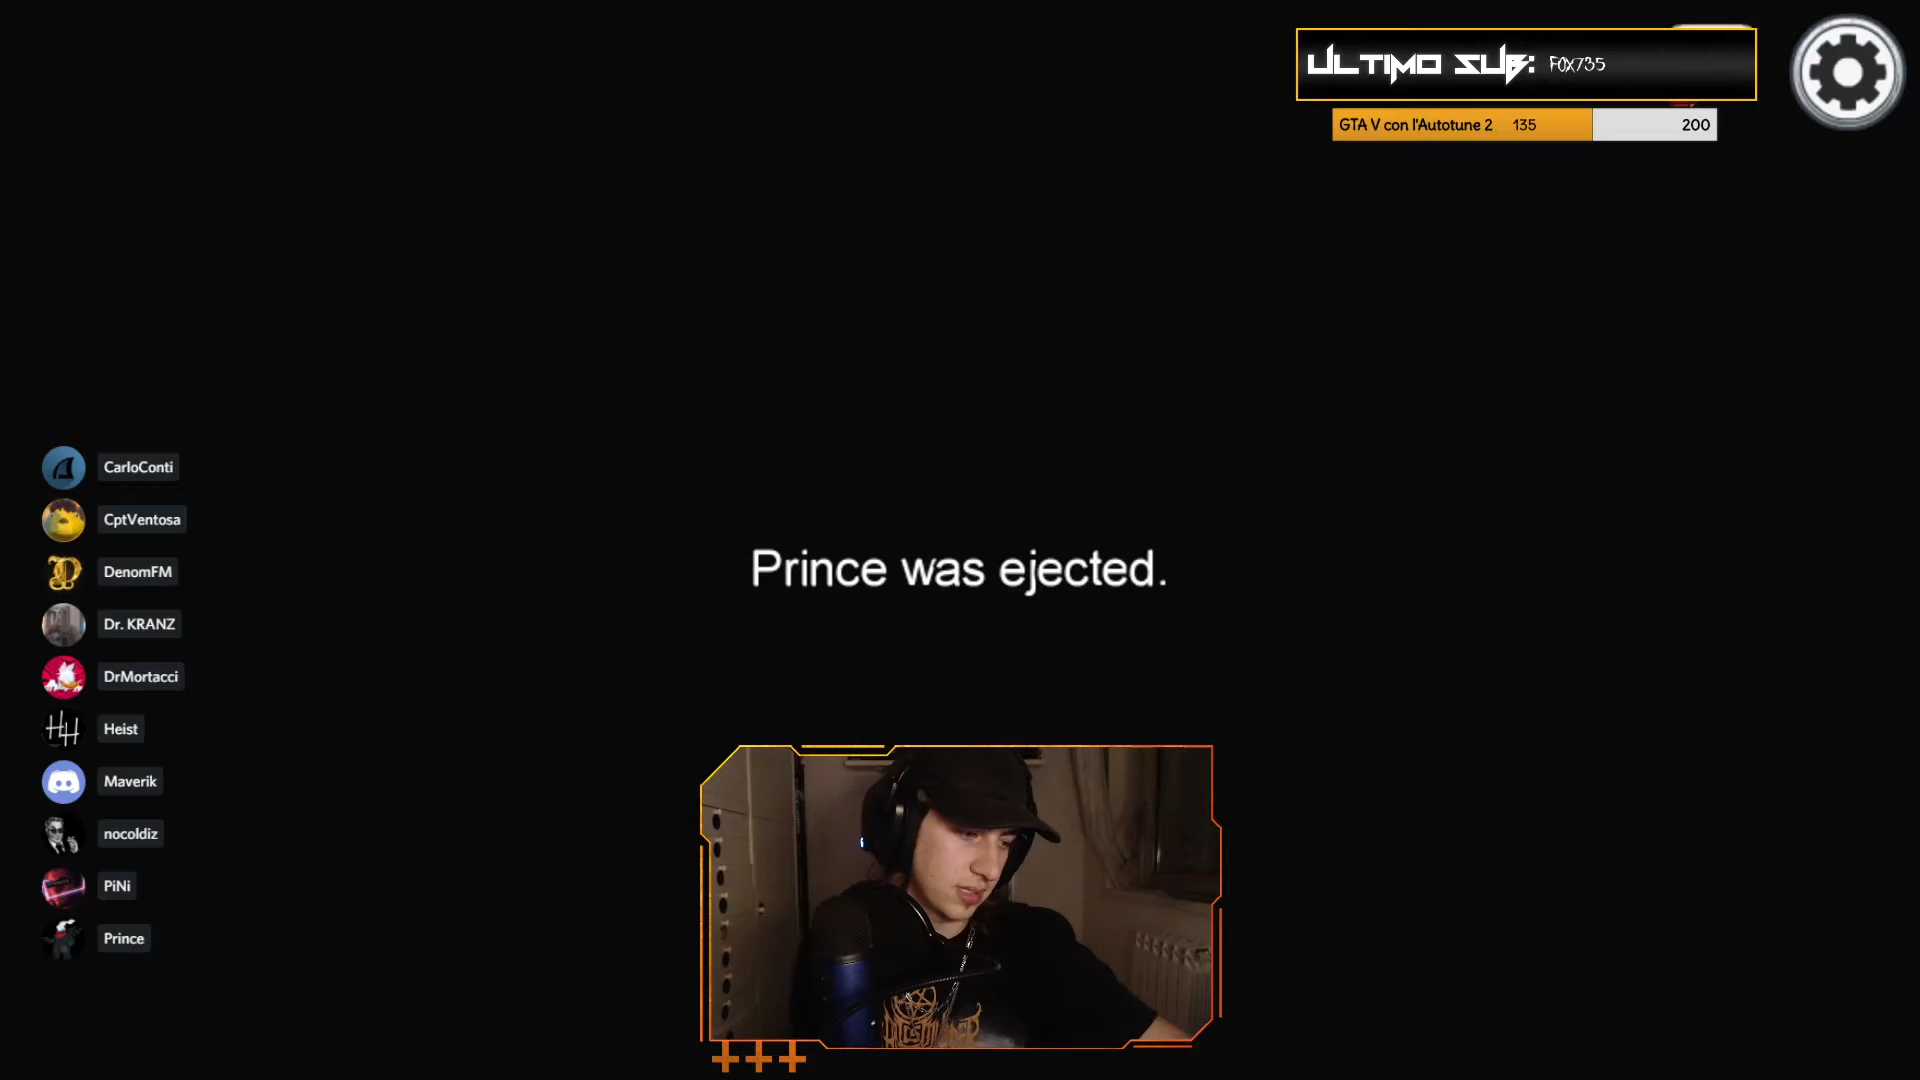 ULTIMO SUB: FOX735
GTA V con l'Autotune 2 135 200
CarloConti
CptVentosa
DenomFM
Dr. KRANZ
DrMortacci
Heist
Maverik
nocoldiz
PiNi
Prince
Prince was ejected.